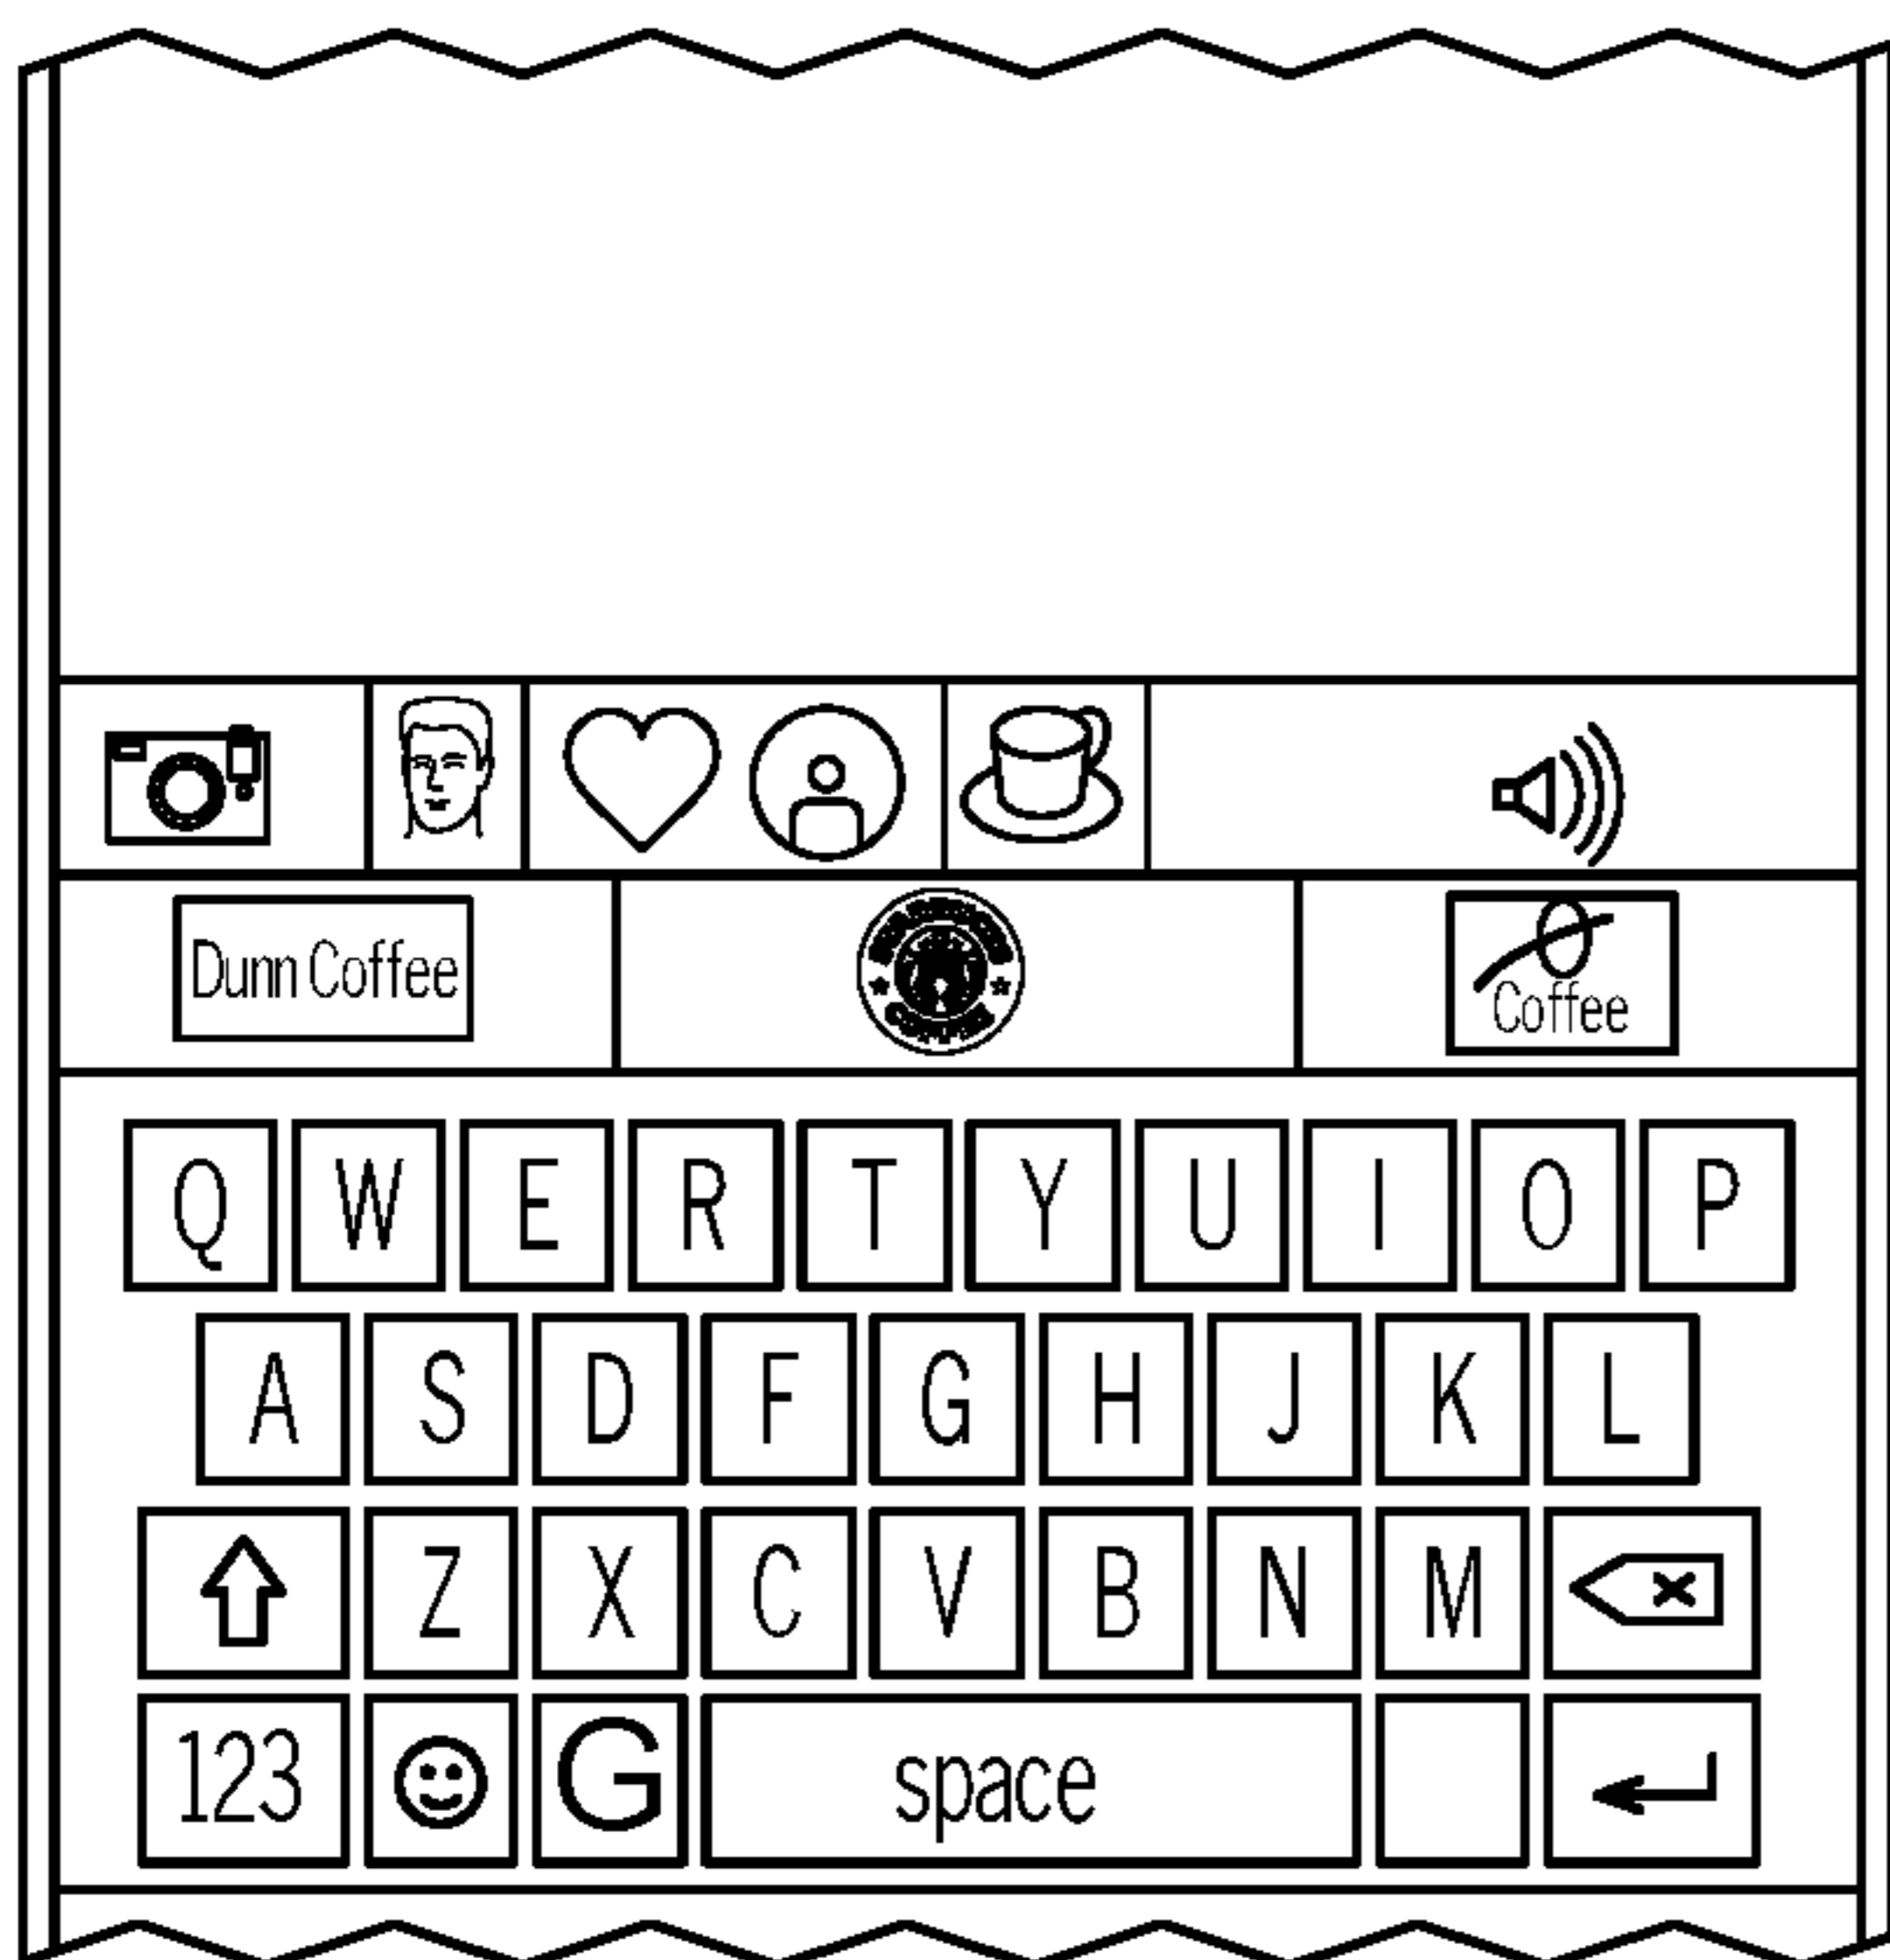 Dunn Coffee
Coffee
Q W E R T Y U I O P
A S D F G H J K L
Z X C V B N M
123 G space